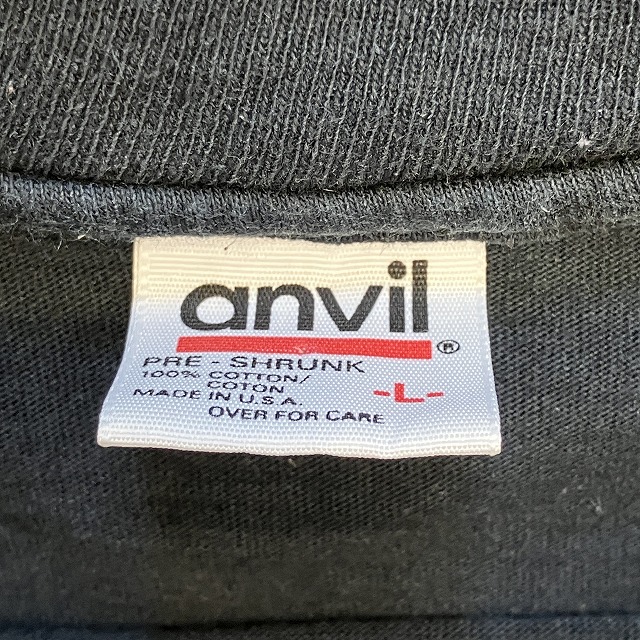 anvil ®
PRE - SHRUNK
100% COTTON/
COTON
-L-
MADE IN U.S.A.
OVER FOR CARE